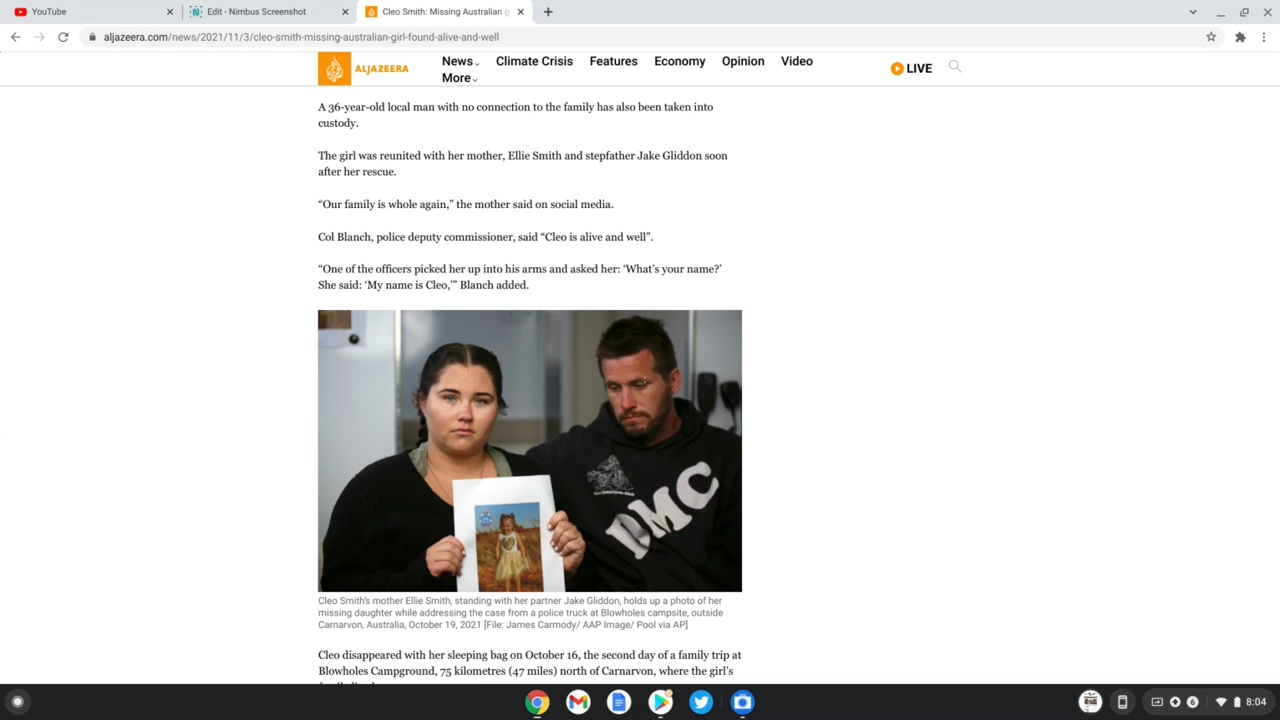 YouTube
Edit - Nimbus Screenshot
Cleo Smith: Missing Australian g
aljazeera.com/news/2021/11/3/cleo-smith-missing-australian-girl-found-alive-and-well
ALJAZEERA
News Climate Crisis Features Economy Opinion Video
More
LIVE
A 36-year-old local man with no connection to the family has also been taken into
custody.
The girl was reunited with her mother, Ellie Smith and stepfather Jake Gliddon soon
after her rescue.
“Our family is whole again,” the mother said on social media.
Col Blanch, police deputy commissioner, said “Cleo is alive and well”.
“One of the officers picked her up into his arms and asked her: ‘What’s your name?’
She said: ‘My name is Cleo,’” Blanch added.
DMC
Cleo Smith's mother Ellie Smith, standing with her partner Jake Gliddon, holds up a photo of her
missing daughter while addressing the case from a police truck at Blowholes campsite, outside
Carnarvon, Australia, October 19, 2021 [File: James Carmody/ AAP Image/ Pool via AP]
Cleo disappeared with her sleeping bag on October 16, the second day of a family trip at
Blowholes Campground, 75 kilometres (47 miles) north of Carnarvon, where the girl’s
6
8:04